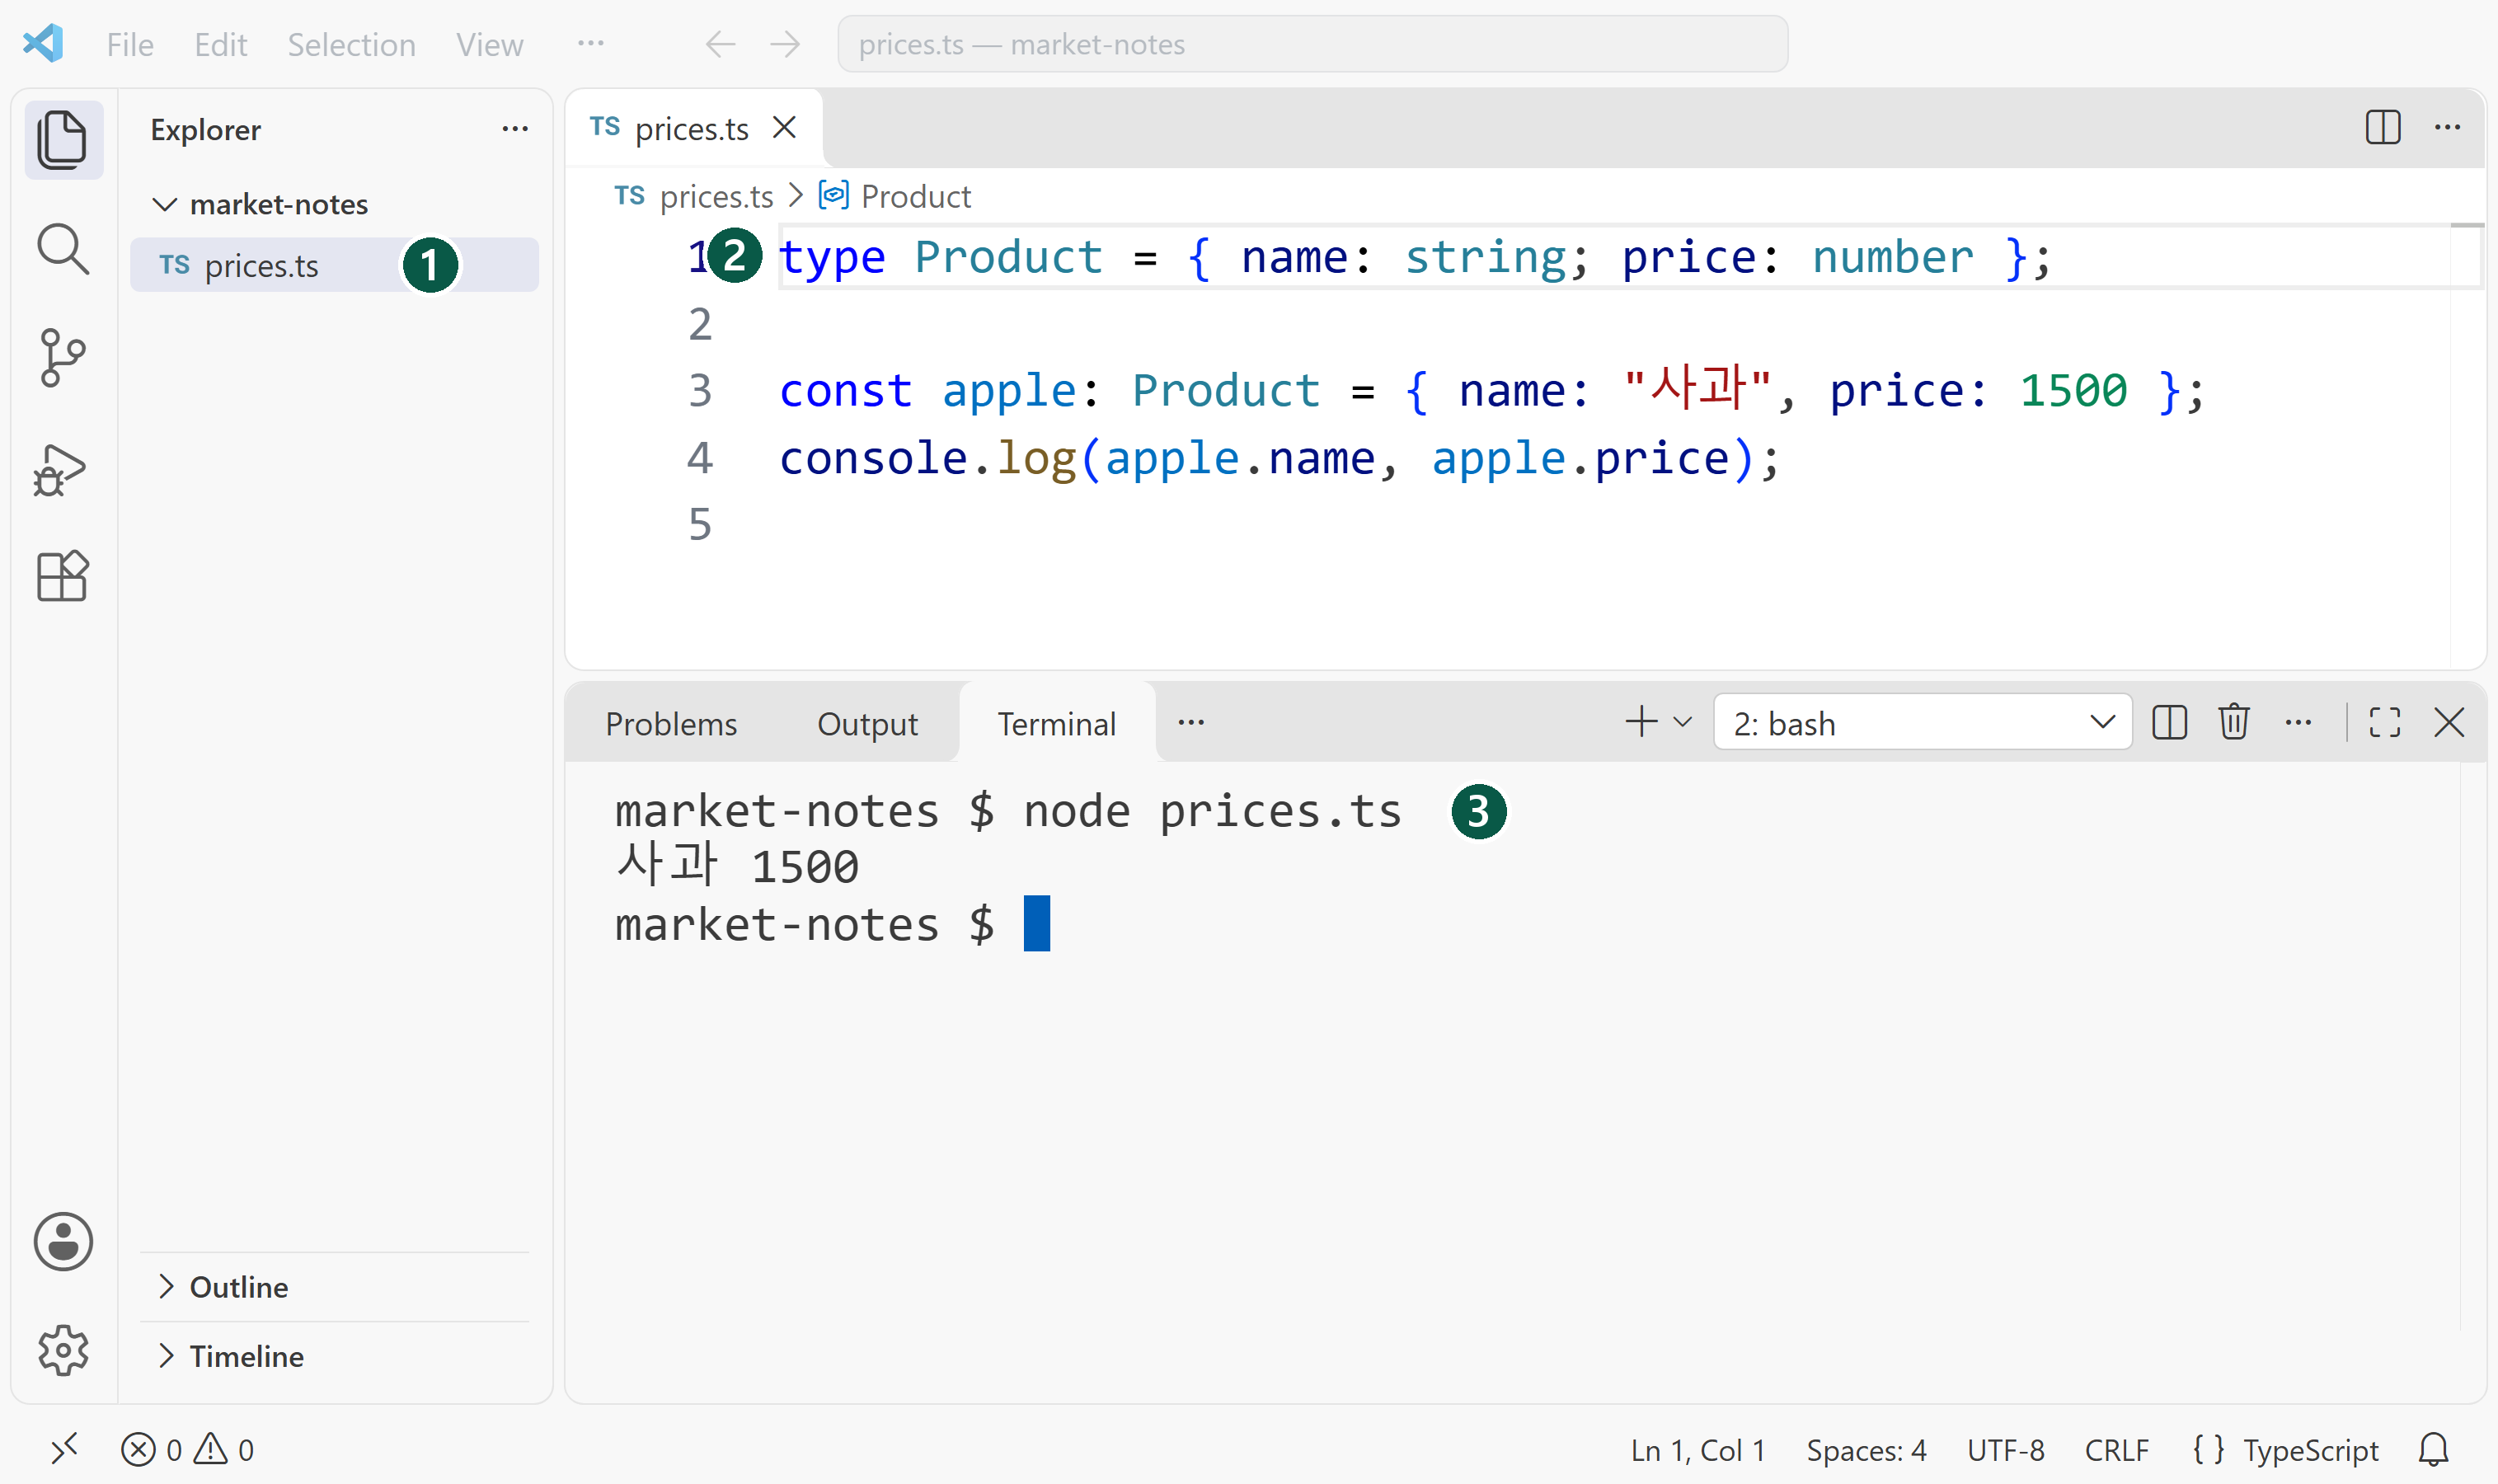 File Edit Selection View ··· prices.ts — market-notes
Explorer ···
market-notes
TS prices.ts 1
TS prices.ts
TS prices.ts > Product
1 2 type Product = { name: string; price: number };
2
3 const apple: Product = { name: "사과", price: 1500 };
4 console.log(apple.name, apple.price);
5
Problems Output Terminal ··· 2: bash
market-notes $ node prices.ts 3
사과 1500
market-notes $
Outline
Timeline
0 0 Ln 1, Col 1 Spaces: 4 UTF-8 CRLF { } TypeScript